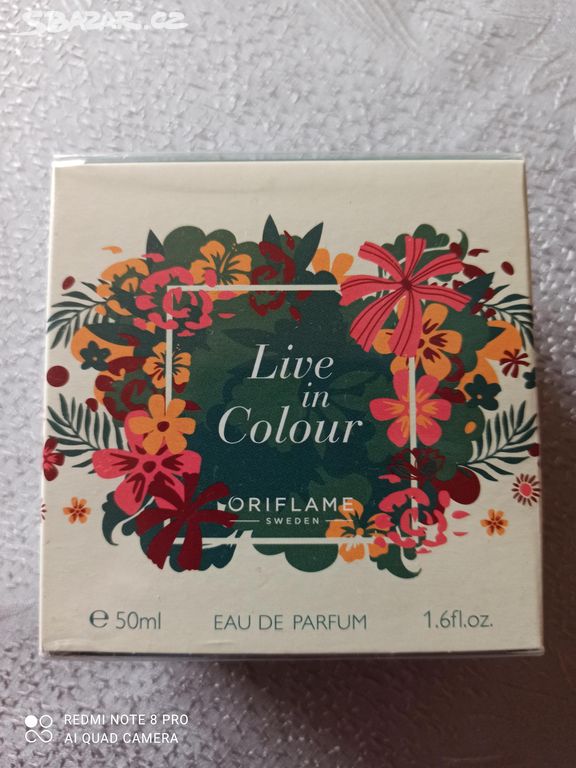 SBAZAR.CZ
Live
in
Colour
ORIFLAME
SWEDEN
℮ 50ml EAU DE PARFUM 1.6fl.oz.
REDMI NOTE 8 PRO
AI QUAD CAMERA